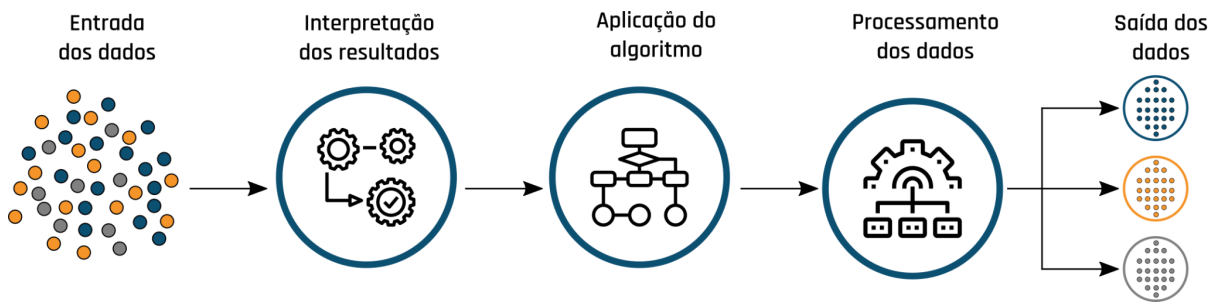 Entrada
dos dados
Interpretação
dos resultados
Aplicação do
algoritmo
Processamento
dos dados
Saída dos
dados